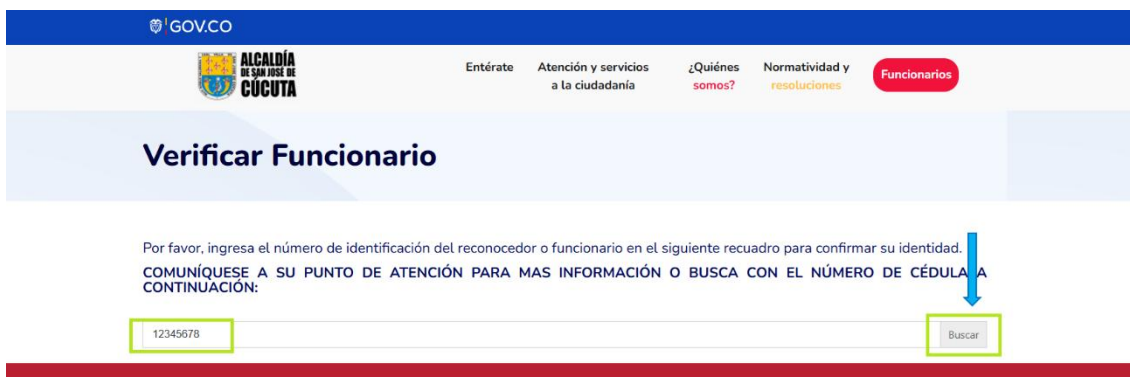 GOV.CO
ALCALDÍA
DE SAN JOSÉ DE
CÚCUTA
Entérate
Atención y servicios
a la ciudadanía
¿Quiénes
somos?
Normatividad y
resoluciones
Funcionarios
Verificar Funcionario
Por favor, ingresa el número de identificación del reconocedor o funcionario en el siguiente recuadro para confirmar su identidad.
COMUNÍQUESE A SU PUNTO DE ATENCIÓN PARA MAS INFORMACIÓN O BUSCA CON EL NÚMERO DE CÉDULA A
CONTINUACIÓN:
12345678
Buscar